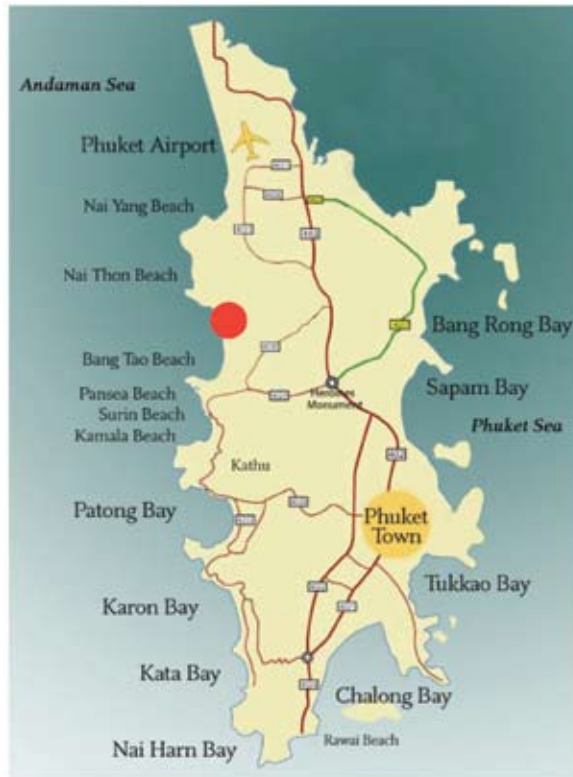 Andaman Sea
Phuket Airport
Nai Yang Beach
Nai Thon Beach
Bang Rong Bay
Bang Tao Beach
Sapam Bay
Pansea Beach
Heroines
Monument
Surin Beach
Phuket Sea
Kamala Beach
Kathu
Patong Bay
Phuket
Town
Tukkao Bay
Karon Bay
Kata Bay
Chalong Bay
Rawai Beach
Nai Harn Bay